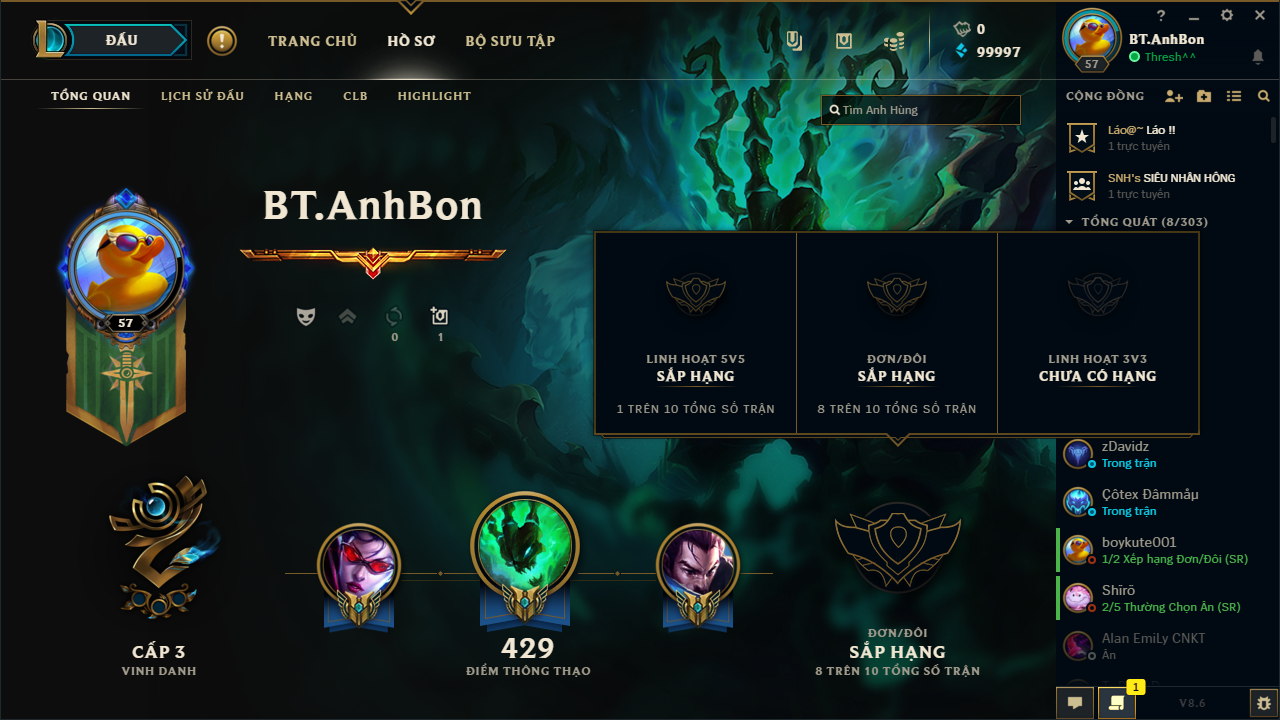 ĐẤU
!
TRANG CHỦ
HỒ SƠ
BỘ SƯU TẬP
0
99997
?
BT.AnhBon
Thresh^^
57
TỔNG QUAN
LỊCH SỬ ĐẤU
HẠNG
CLB
HIGHLIGHT
Tìm Anh Hùng
CỘNG ĐỒNG
Láo@~ Láo !!
1 trực tuyến
SNH's SIÊU NHÂN HỒNG
1 trực tuyến
TỔNG QUÁT (8/303)
BT.AnhBon
57
0
1
LINH HOẠT 5V5
SẮP HẠNG
1 TRÊN 10 TỔNG SỐ TRẬN
ĐƠN/ĐÔI
SẮP HẠNG
8 TRÊN 10 TỔNG SỐ TRẬN
LINH HOẠT 3V3
CHƯA CÓ HẠNG
zDavidz
Trong trận
Çôtex Đâmmảµ
Trong trận
boykute001
1/2 Xếp hạng Đơn/Đôi (SR)
Shīrō
2/5 Thường Chọn Ẩn (SR)
Alan EmiLy CNKT
Ẩn
CẤP 3
VINH DANH
429
ĐIỂM THÔNG THẠO
ĐƠN/ĐÔI
SẮP HẠNG
8 TRÊN 10 TỔNG SỐ TRẬN
1
V8.6